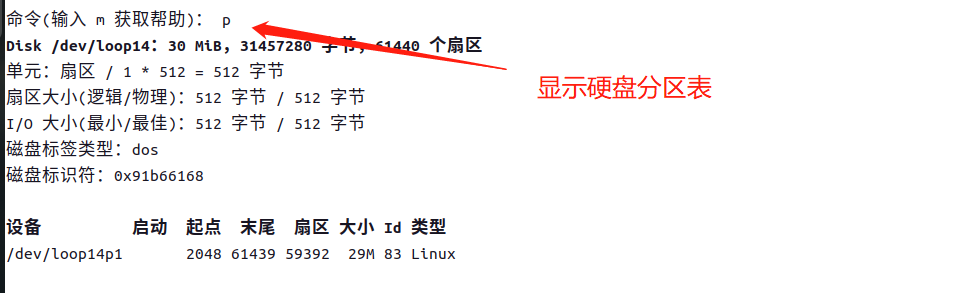 命令(输入 m 获取帮助)： p
Disk /dev/loop14：30 MiB，31457280 字节，61440 个扇区
单元：扇区 / 1 * 512 = 512 字节
扇区大小(逻辑/物理)：512 字节 / 512 字节
I/O 大小(最小/最佳)：512 字节 / 512 字节
磁盘标签类型：dos
磁盘标识符：0x91b66168
设备 启动 起点 末尾 扇区 大小 Id 类型
/dev/loop14p1 2048 61439 59392 29M 83 Linux
显示硬盘分区表